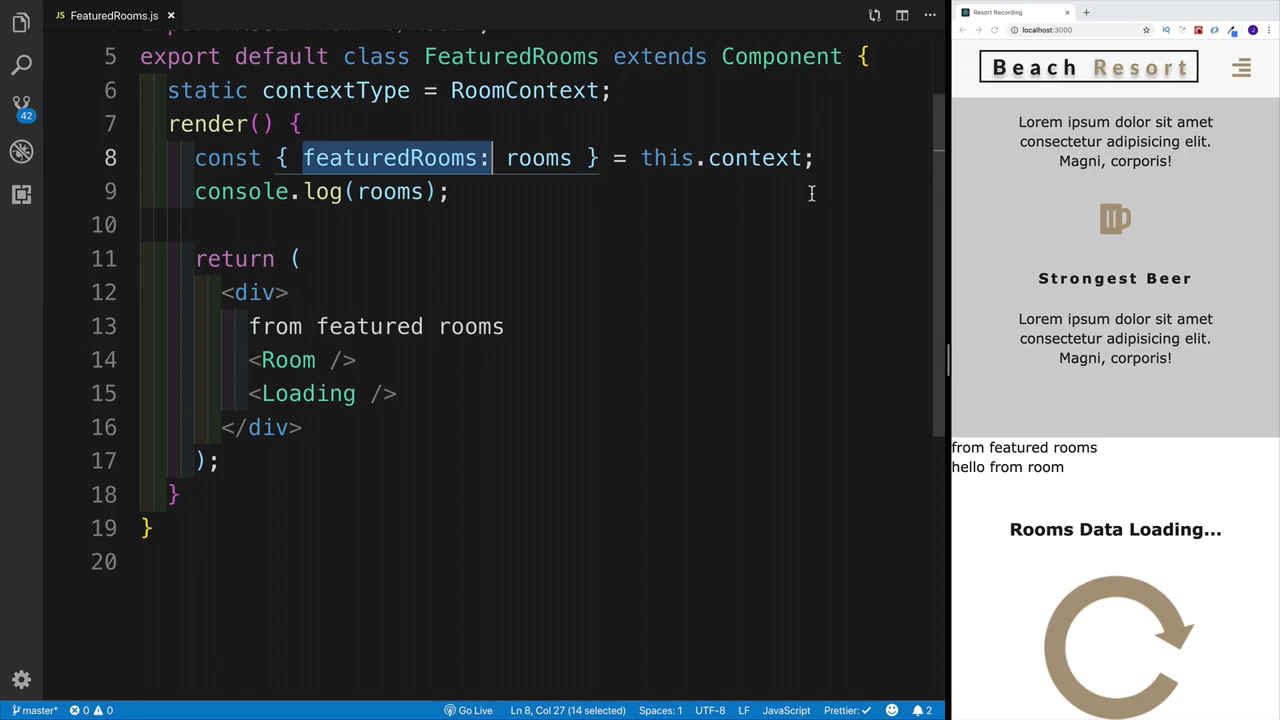 JS FeaturedRooms.js ×
5 export default class FeaturedRooms extends Component {
6 static contextType = RoomContext;
7 render() {
8 const { featuredRooms: rooms } = this.context;
9 console.log(rooms);
10
11 return (
12 <div>
13 from featured rooms
14 <Room />
15 <Loading />
16 </div>
17 );
18 }
19 }
20
42
master* 0 0 Go Live Ln 8, Col 27 (14 selected) Spaces: 1 UTF-8 LF JavaScript Prettier: ✓ 2
Resort Recording × +
localhost:3000
Beach Resort
Lorem ipsum dolor sit amet
consectetur adipisicing elit.
Magni, corporis!
Strongest Beer
Lorem ipsum dolor sit amet
consectetur adipisicing elit.
Magni, corporis!
from featured rooms
hello from room
Rooms Data Loading...